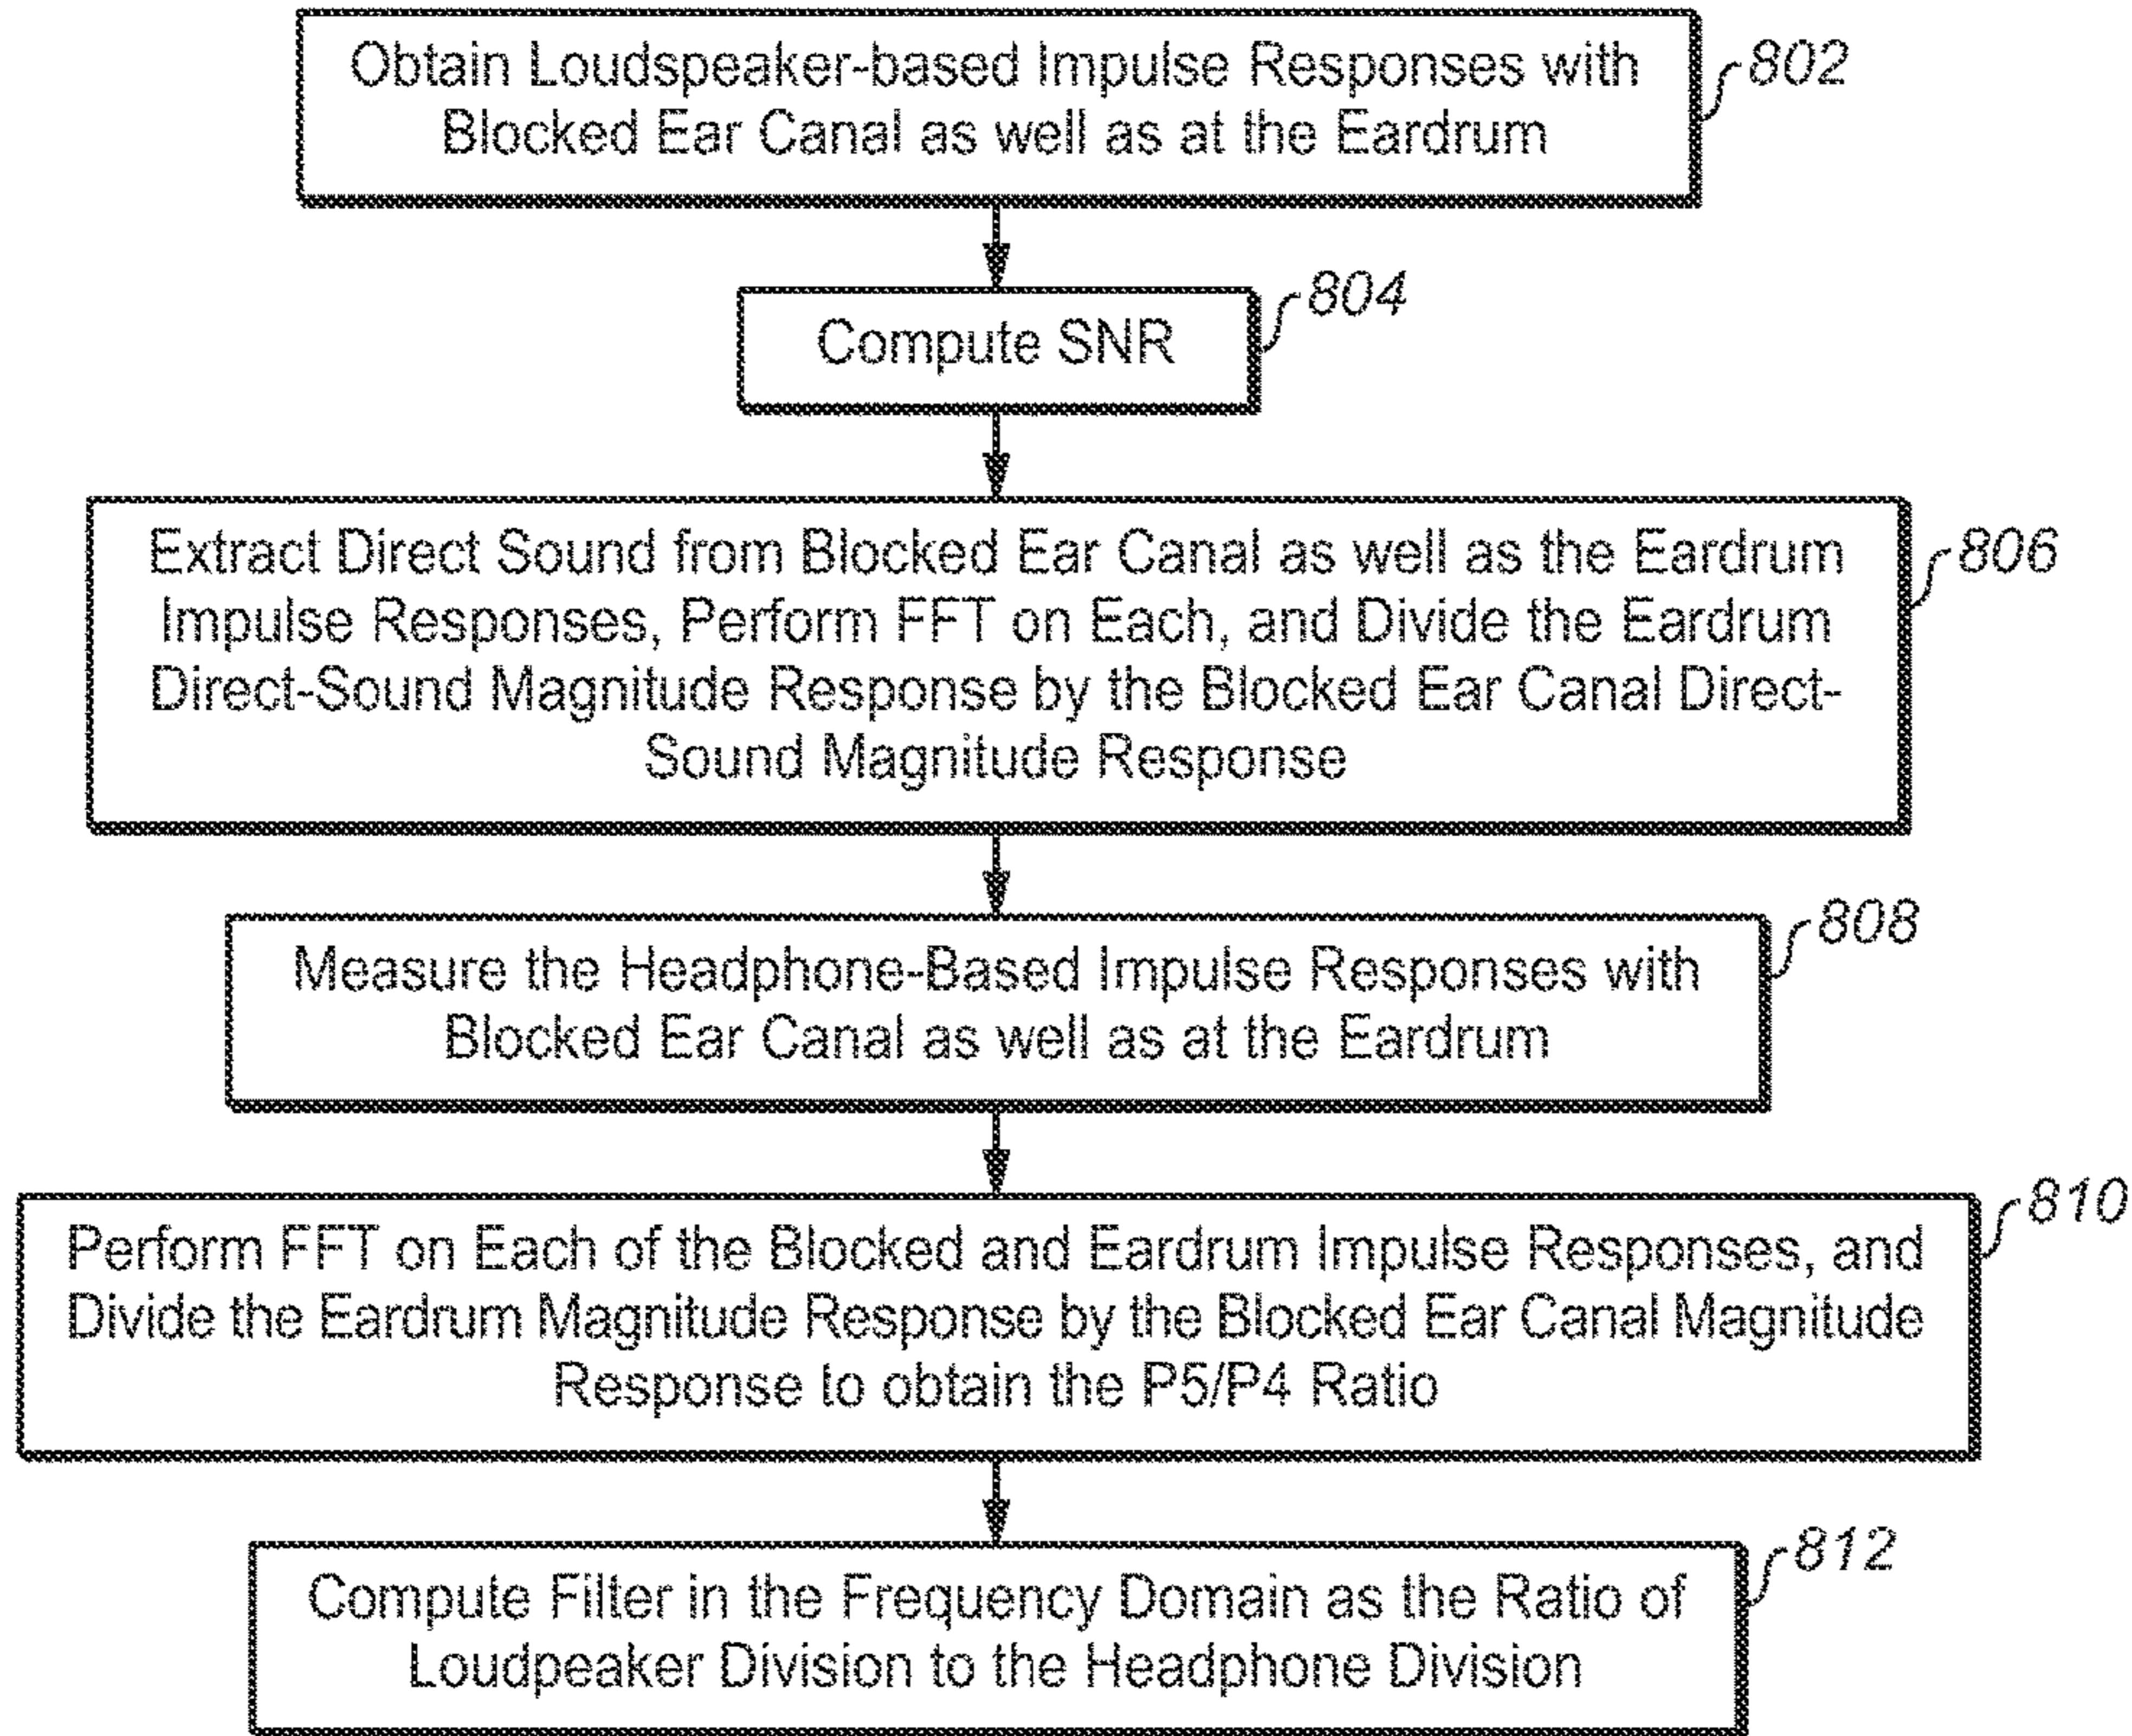 Obtain Loudspeaker-based Impulse Responses with
Blocked Ear Canal as well as at the Eardrum
802
Compute SNR
804
Extract Direct Sound from Blocked Ear Canal as well as the Eardrum
Impulse Responses, Perform FFT on Each, and Divide the Eardrum
Direct-Sound Magnitude Response by the Blocked Ear Canal Direct-
Sound Magnitude Response
806
Measure the Headphone-Based Impulse Responses with
Blocked Ear Canal as well as at the Eardrum
808
Perform FFT on Each of the Blocked and Eardrum Impulse Responses, and
Divide the Eardrum Magnitude Response by the Blocked Ear Canal Magnitude
Response to obtain the P5/P4 Ratio
810
Compute Filter in the Frequency Domain as the Ratio of
Loudpeaker Division to the Headphone Division
812